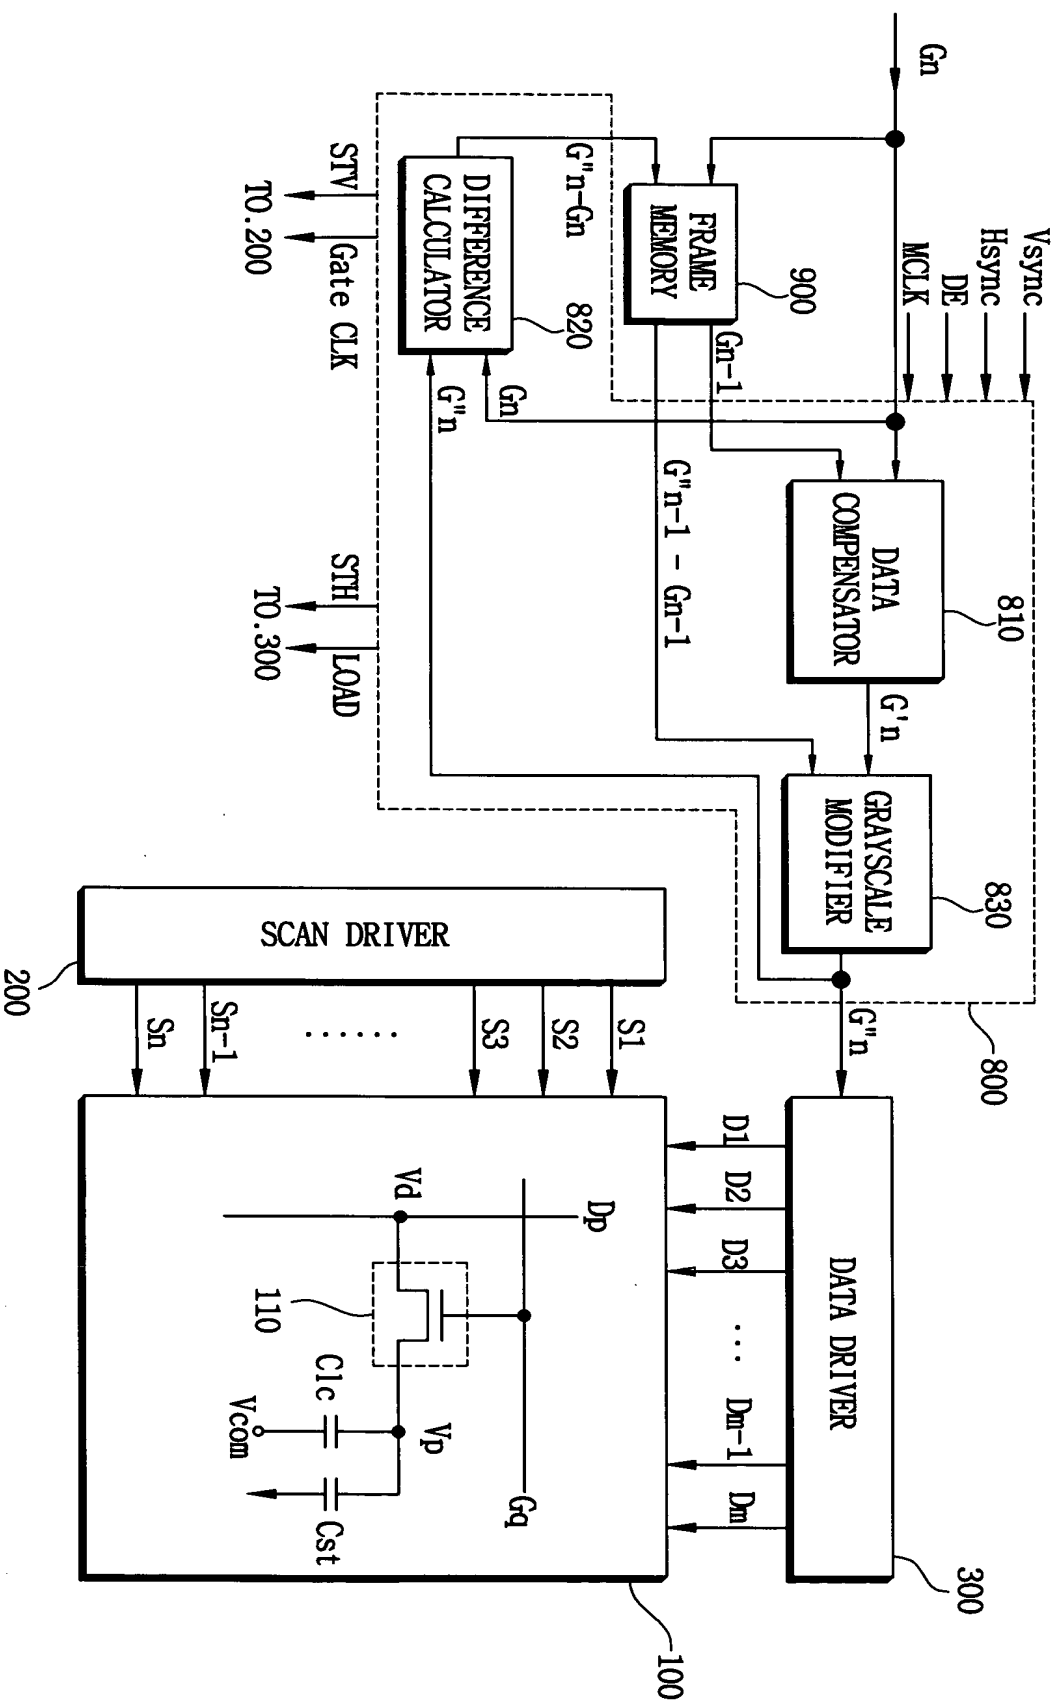 Gn
Vsync
Hsync
DE
MCLK
FRAME
MEMORY
900
Gn-1
G"n-Gn
G"n-1 - Gn-1
DIFFERENCE
CALCULATOR
820
Gn
G"n
DATA
COMPENSATOR
810
G'n
GRAYSCALE
MODIFIER
830
G"n
800
STV
Gate CLK
TO.200
STH
LOAD
TO.300
SCAN DRIVER
200
S1
S2
S3
......
Sn-1
Sn
DATA DRIVER
300
D1
D2
D3
...
Dm-1
Dm
Dp
Vd
Gq
110
Vp
Clc
Cst
Vcom
100